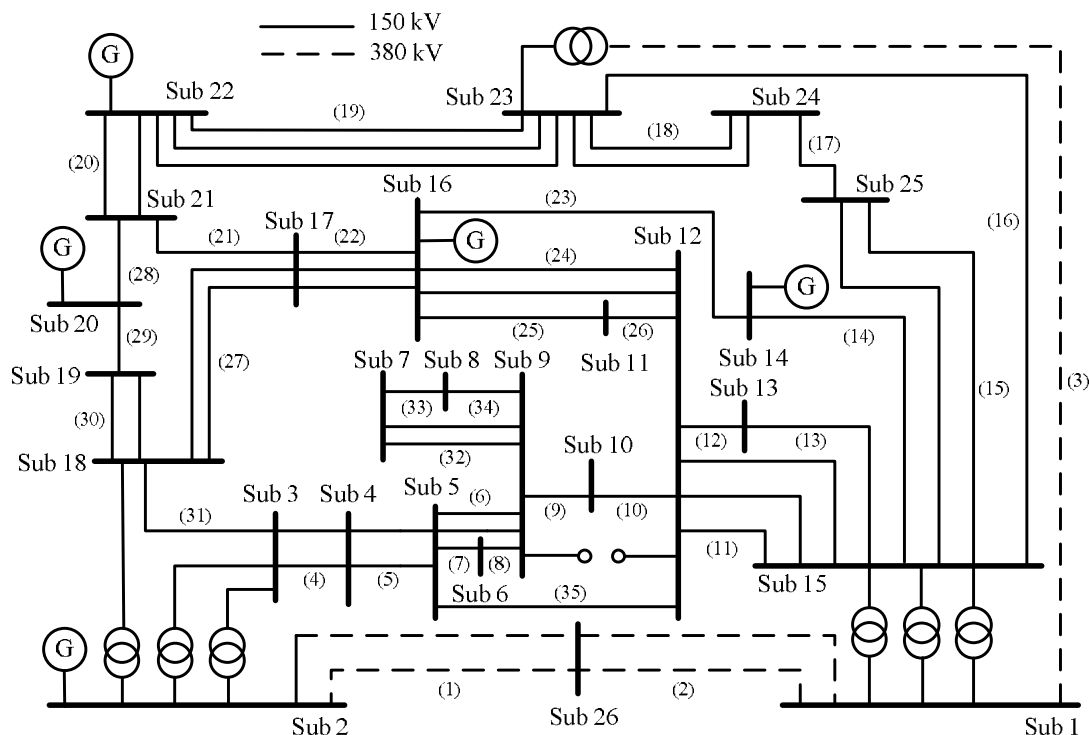 150 kV
380 kV
G
Sub 22
Sub 23
Sub 24
(19)
(18)
(17)
(20)
Sub 21
Sub 16
Sub 25
(23)
(16)
G
Sub 17
G
Sub 12
(21)
(22)
(24)
(28)
G
Sub 20
(25)
(26)
(29)
Sub 14
(14)
(27)
Sub 7
Sub 8
Sub 9
Sub 11
Sub 19
(15)
(3)
Sub 13
(33)
(34)
(30)
(12)
(13)
(32)
Sub 10
Sub 18
Sub 3
Sub 4
Sub 5
(6)
(9)
(10)
(31)
(11)
(7)
(8)
(4)
(5)
Sub 15
Sub 6
(35)
G
(1)
(2)
Sub 2
Sub 26
Sub 1